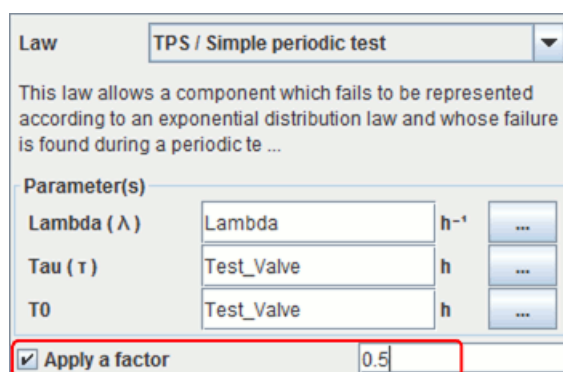 Law TPS / Simple periodic test
This law allows a component which fails to be represented
according to an exponential distribution law and whose failure
is found during a periodic te ...
Parameter(s)
Lambda ( λ ) Lambda h⁻¹ ...
Tau ( τ ) Test_Valve h ...
T0 Test_Valve h ...
Apply a factor 0.5